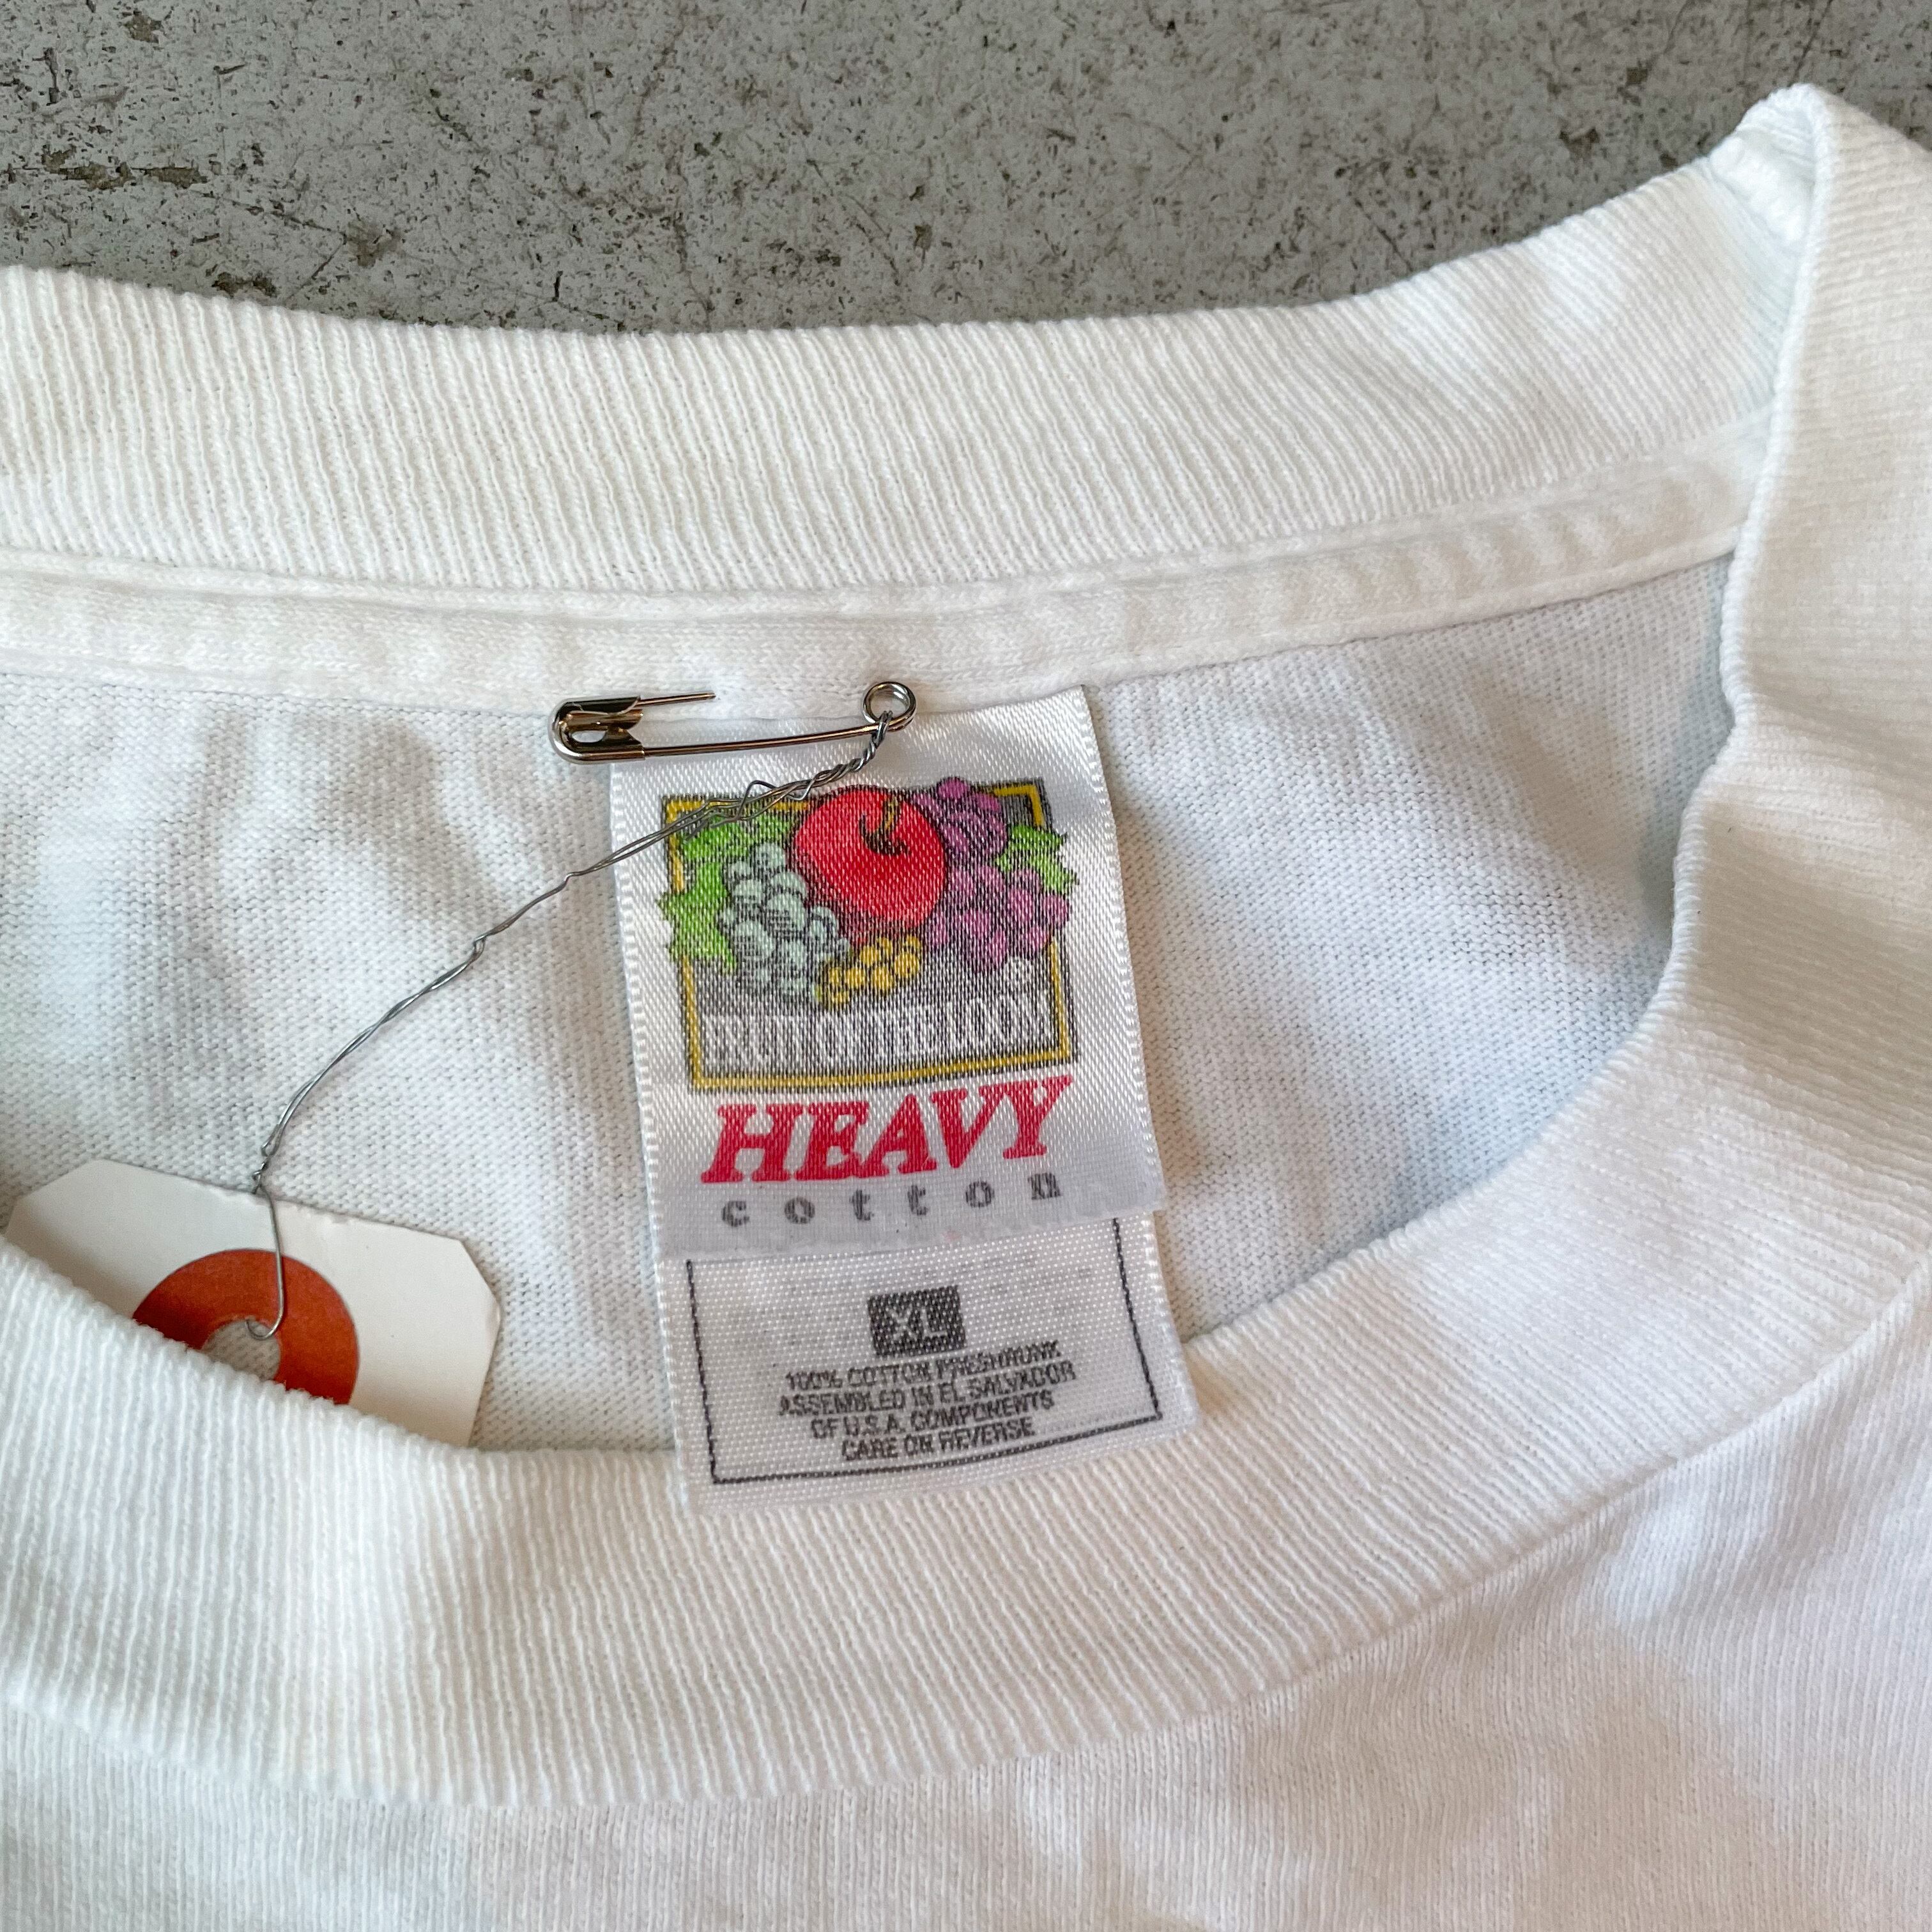 ®
FRUIT OF THE LOOM
HEAVY
cotton
XL
100% COTTON PRESHRUNK
ASSEMBLED IN EL SALVADOR
OF U.S.A. COMPONENTS
CARE ON REVERSE